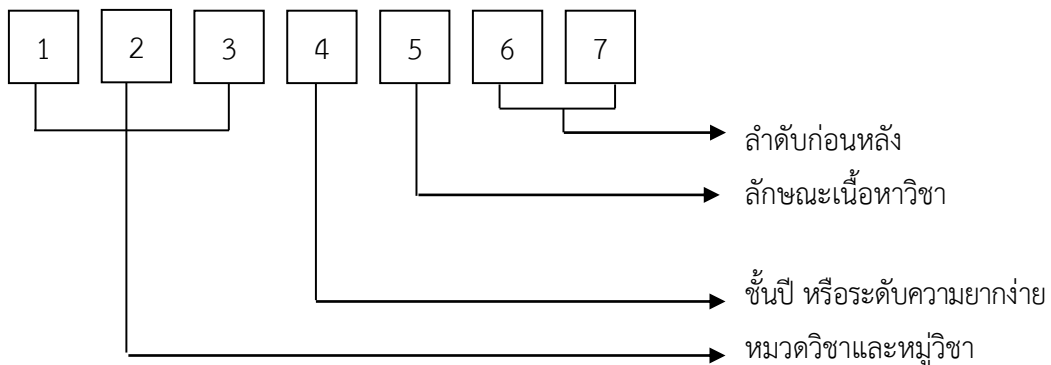 1 2 3 4 5 6 7
ลำดับก่อนหลัง
ลักษณะเนื้อหาวิชา
ชั้นปี หรือระดับความยากง่าย
หมวดวิชาและหมู่วิชา